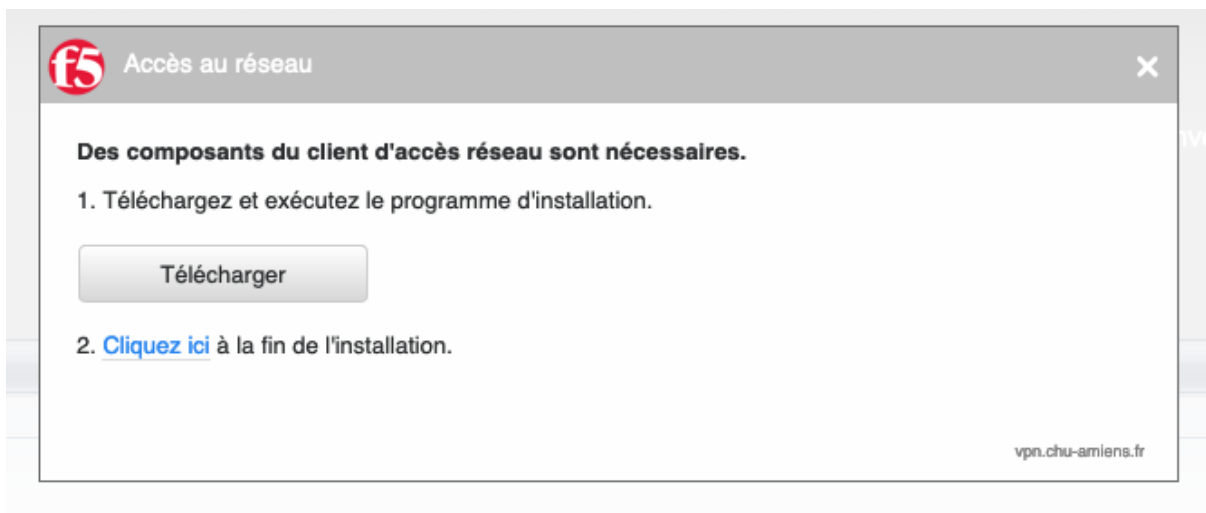 f5 Accès au réseau
Des composants du client d'accès réseau sont nécessaires.
1. Téléchargez et exécutez le programme d'installation.
Télécharger
2. Cliquez ici à la fin de l'installation.
vpn.chu-amiens.fr